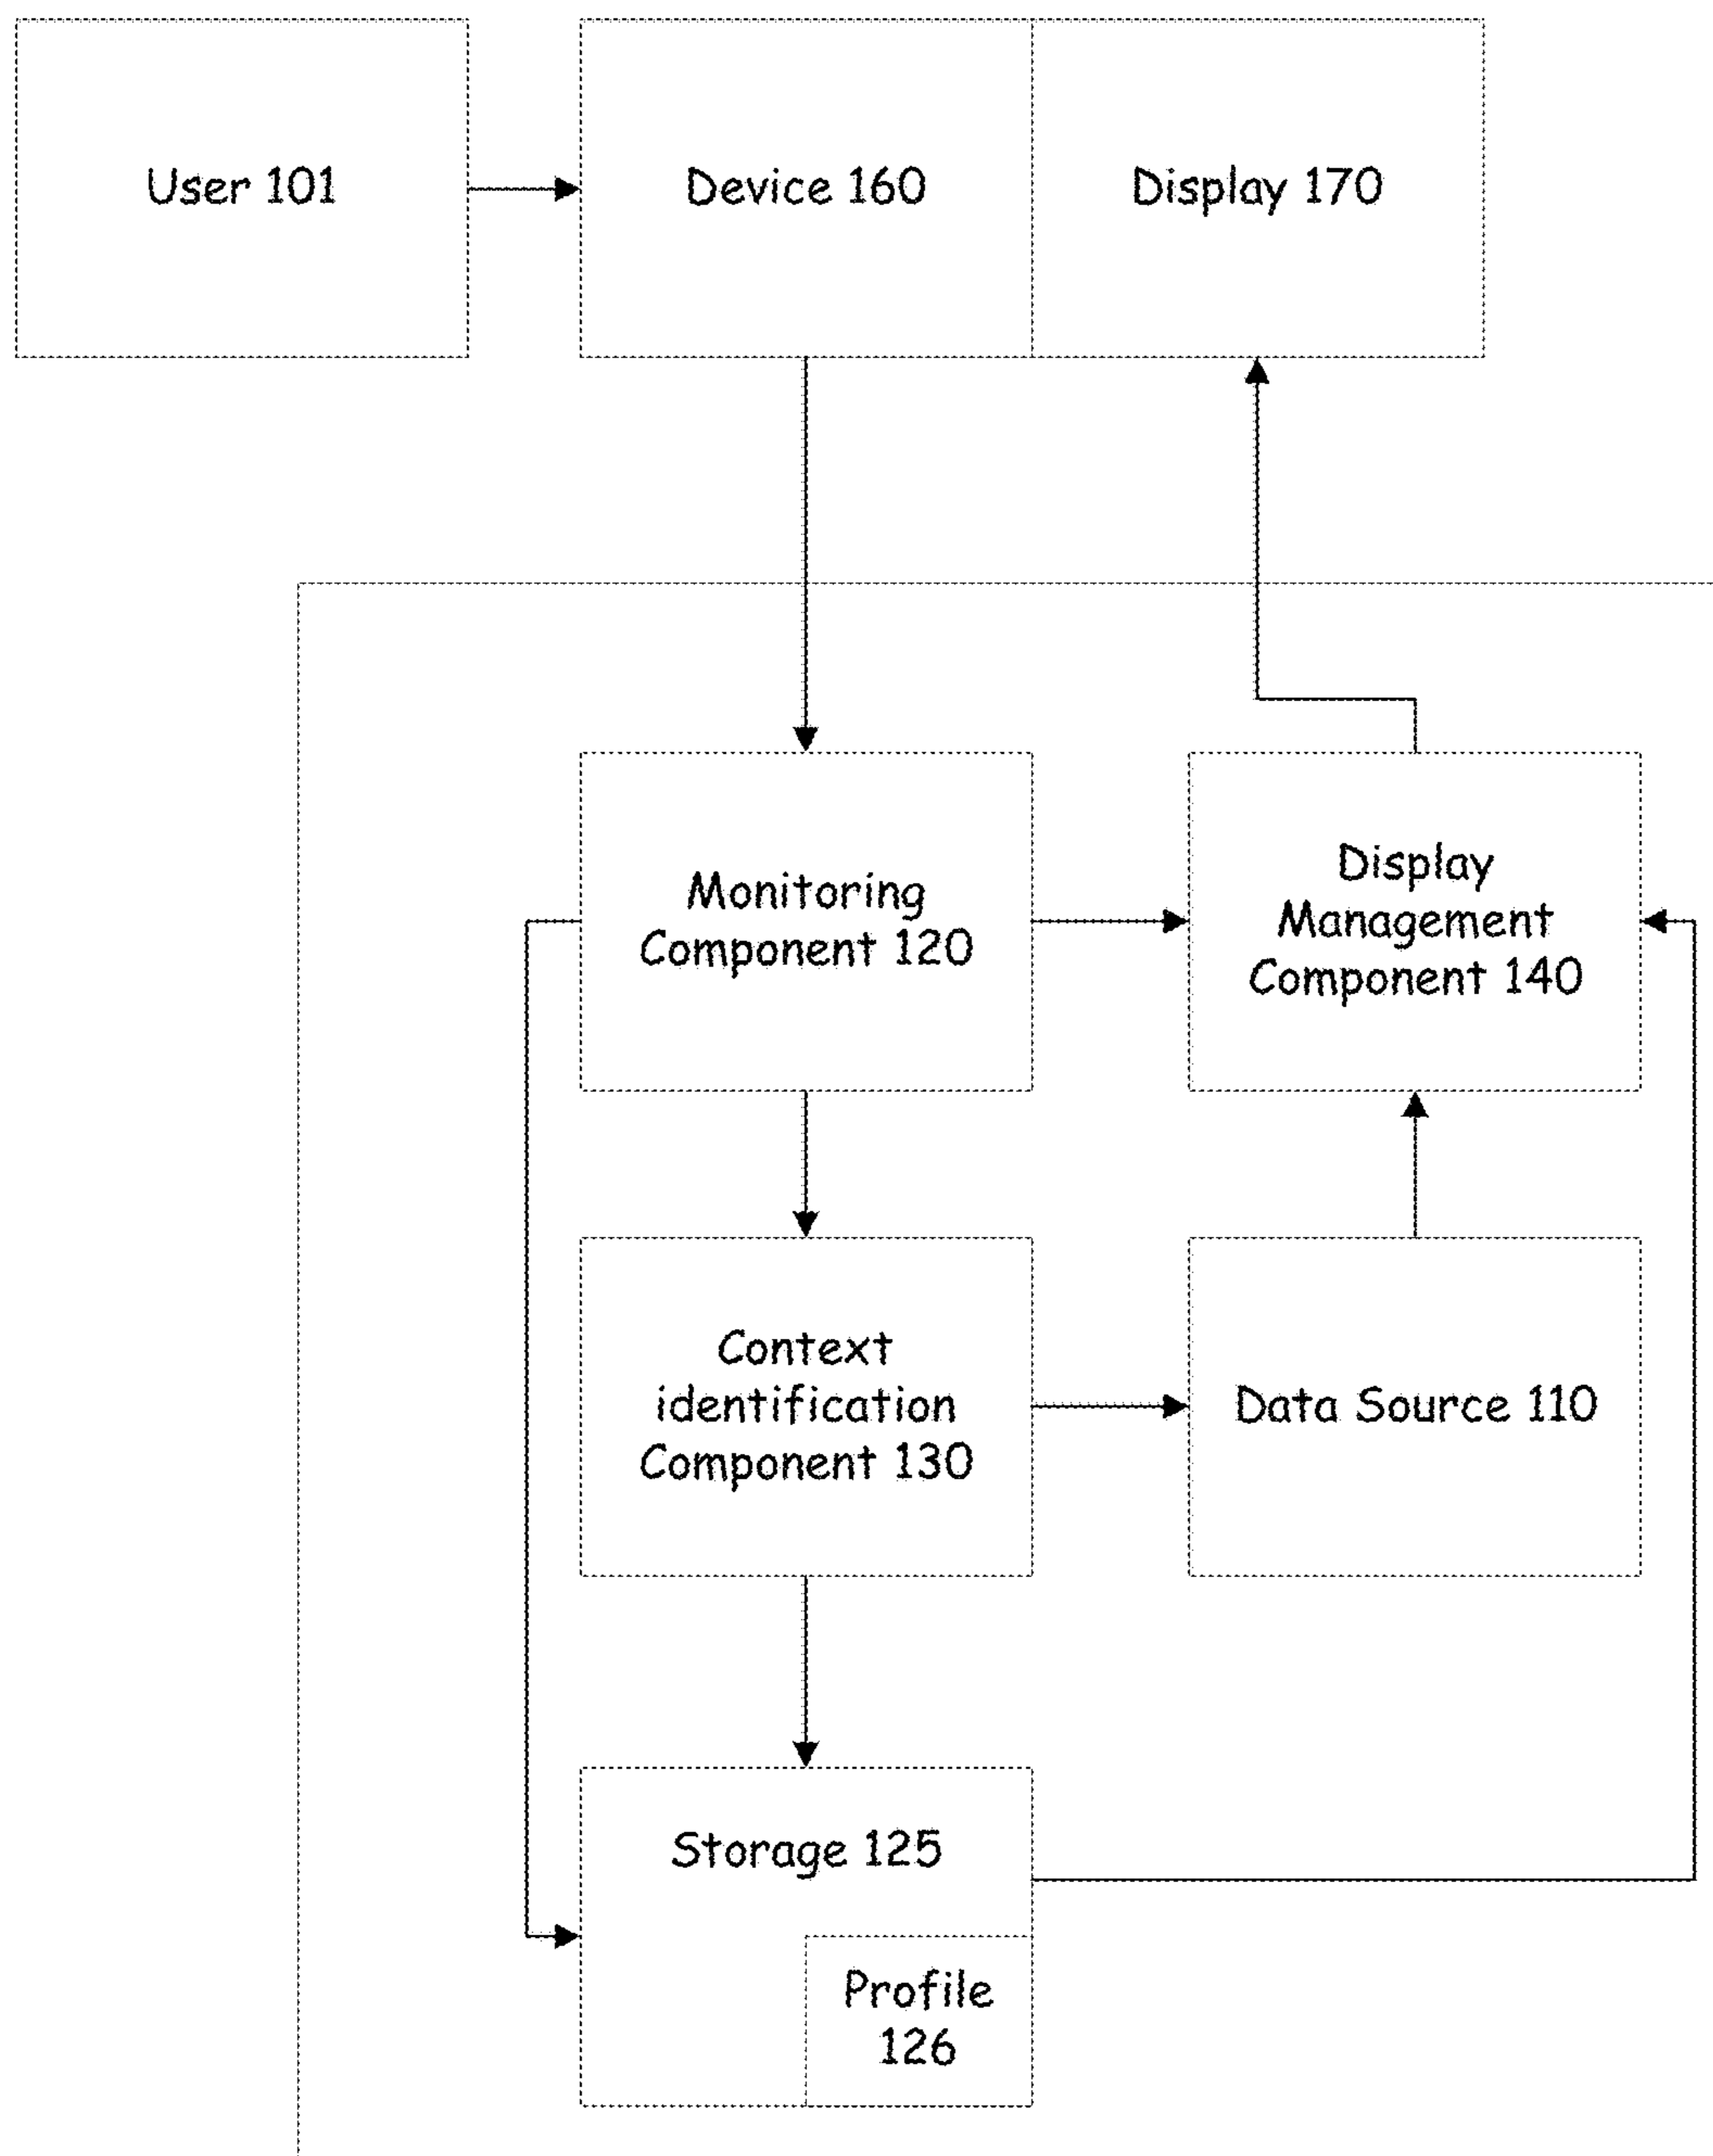 User 101
Device 160
Display 170
Monitoring
Component 120
Display
Management
Component 140
Context
identification
Component 130
Data Source 110
Storage 125
Profile
126